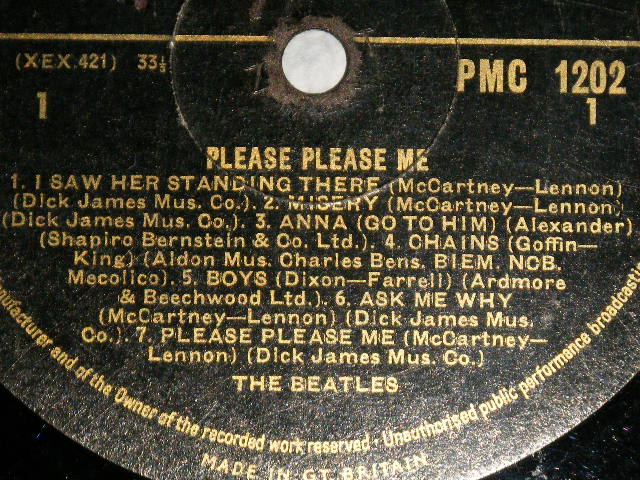 (XEX.421) 33⅓
PMC 1202
1
1
PLEASE PLEASE ME
1. I SAW HER STANDING THERE (McCartney—Lennon)
(Dick James Mus. Co.). 2. MISERY (McCartney—Lennon)
(Dick James Mus. Co.). 3. ANNA (GO TO HIM) (Alexander)
(Shapiro Bernstein & Co. Ltd.). 4. CHAINS (Goffin—
King) (Aldon Mus. Charles Bens. BIEM. NCB.
Mecolico). 5. BOYS (Dixon—Farrell) (Ardmore
& Beechwood Ltd.). 6. ASK ME WHY
(McCartney—Lennon) (Dick James Mus.
Co.). 7. PLEASE PLEASE ME (McCartney—
Lennon) (Dick James Mus. Co.)
THE BEATLES
and of the Owner of the recorded work reserved · Unauthorised public performance
MADE IN GT. BRITAIN